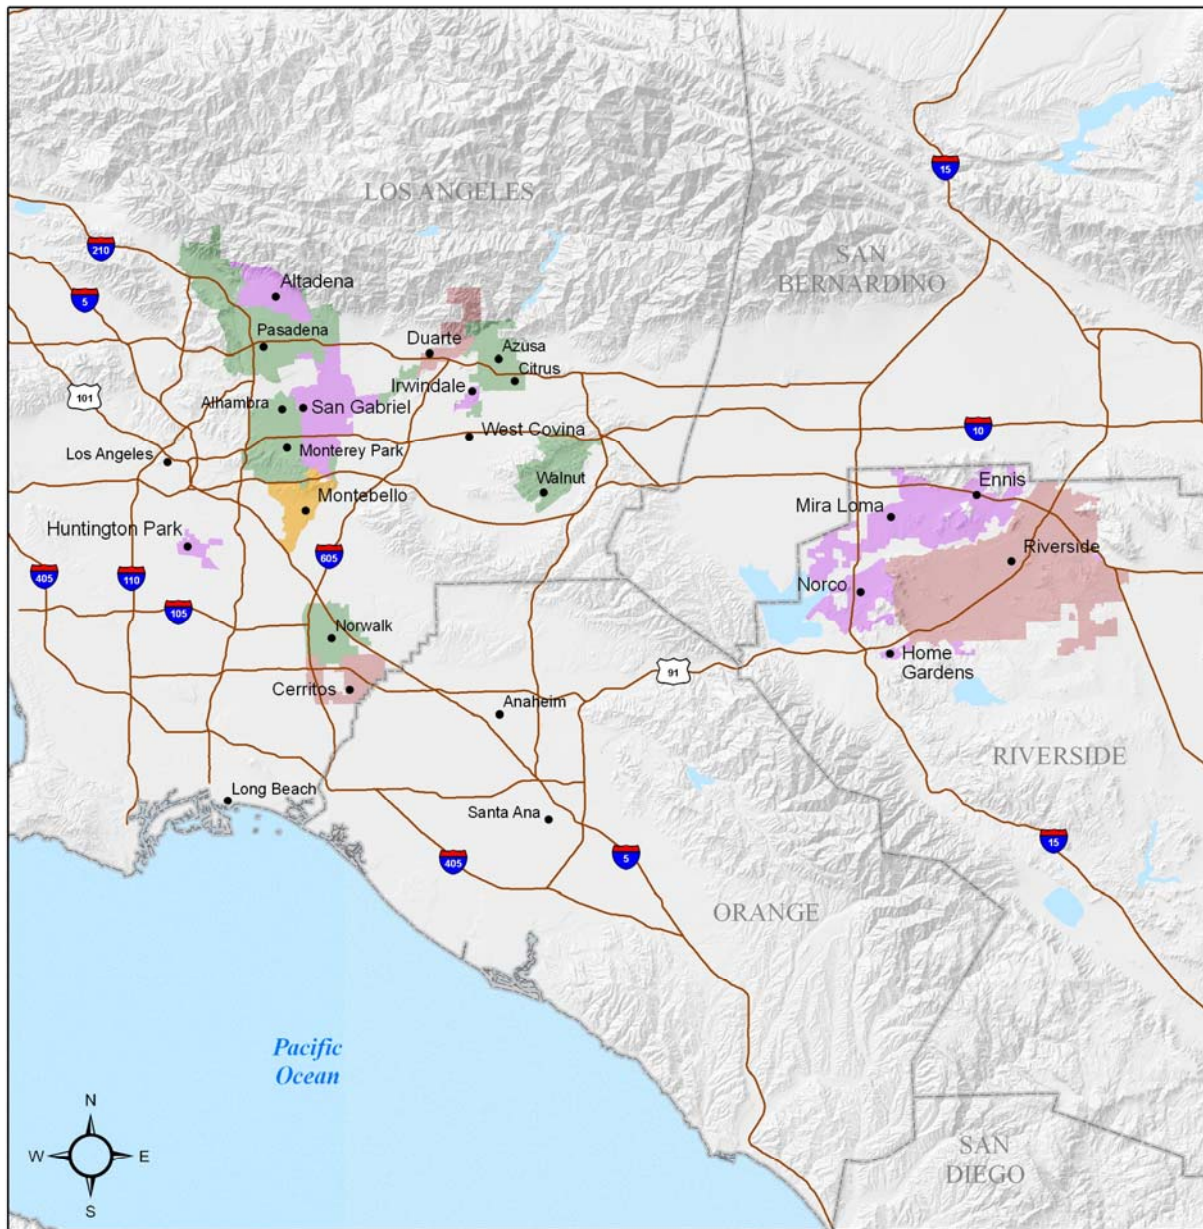 LOS ANGELES
15
210
SAN
BERNARDINO
5
Altadena
Pasadena
Duarte
Azusa
Citrus
Irwindale
101
Alhambra
San Gabriel
10
West Covina
Monterey Park
Los Angeles
Walnut
Ennis
Montebello
Mira Loma
Huntington Park
605
Riverside
405
110
Norco
105
Norwalk
Home
Gardens
91
Cerritos
Anaheim
RIVERSIDE
Long Beach
Santa Ana
15
405
5
ORANGE
Pacific
Ocean
N
W
E
S
SAN
DIEGO